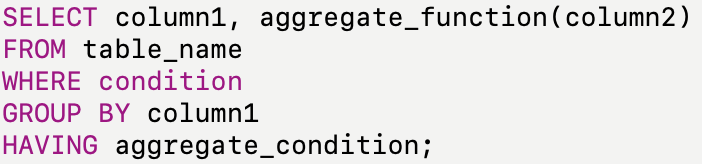 SELECT column1, aggregate_function(column2)
FROM table_name
WHERE condition
GROUP BY column1
HAVING aggregate_condition;